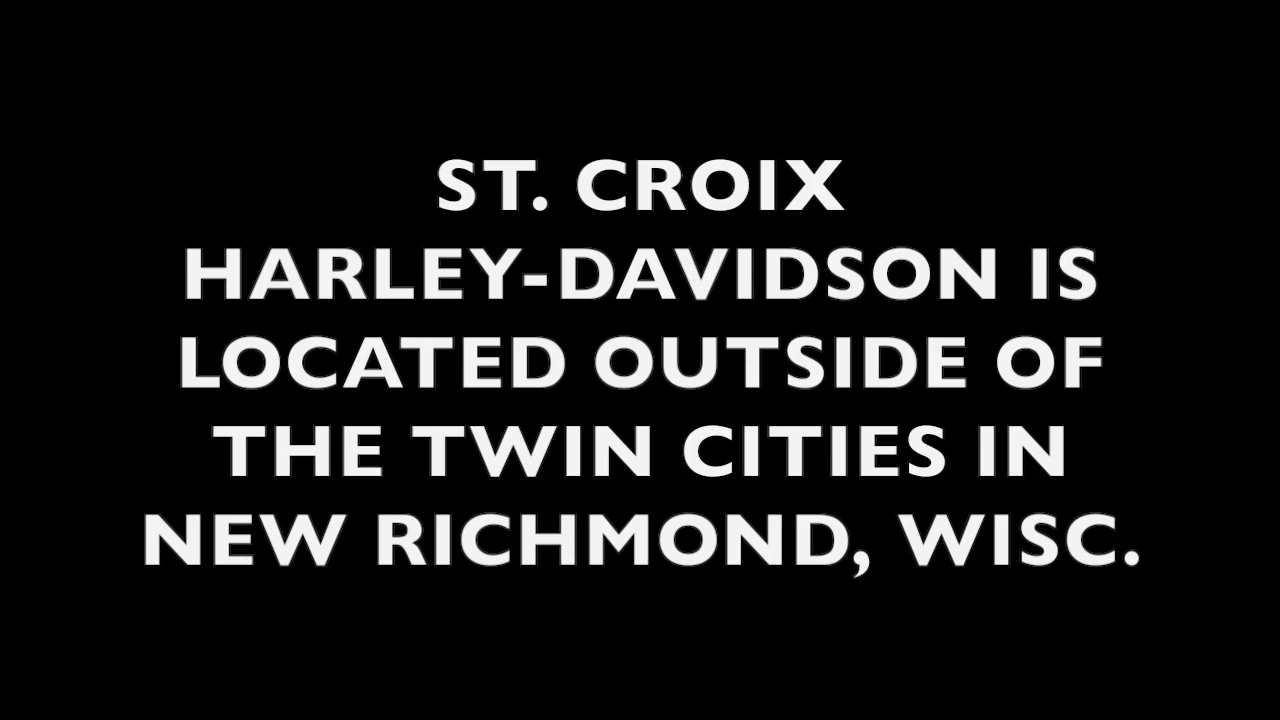 ST. CROIX
HARLEY-DAVIDSON IS
LOCATED OUTSIDE OF
THE TWIN CITIES IN
NEW RICHMOND, WISC.